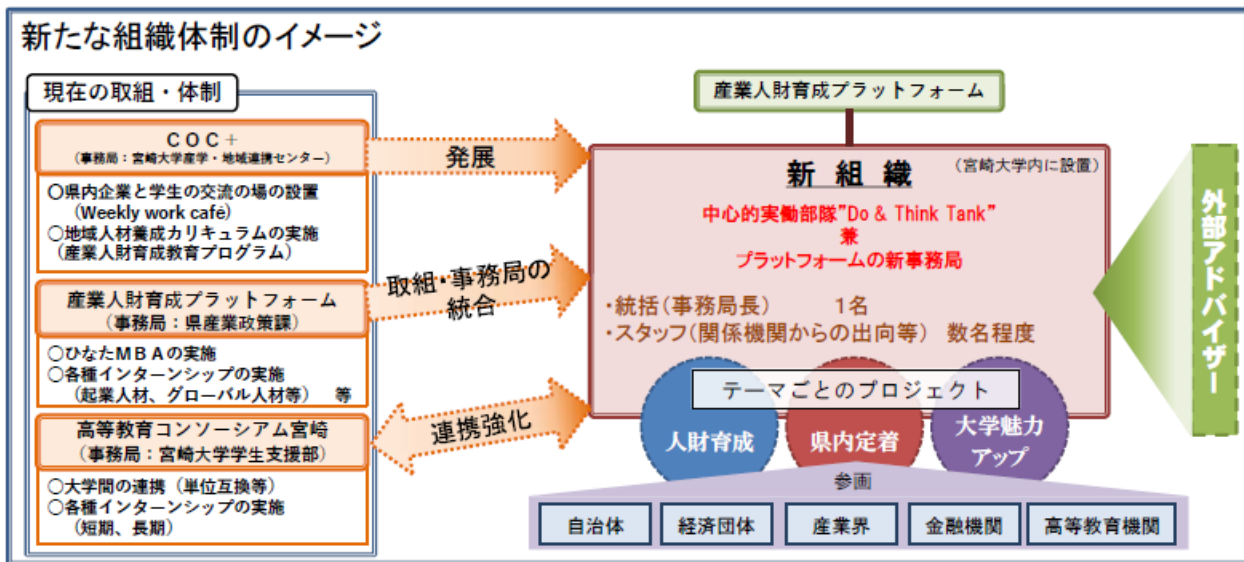 新たな組織体制のイメージ
現在の取組・体制
COC+
(事務局:宮崎大学産学・地域連携センター)
○県内企業と学生の交流の場の設置
(Weekly work café)
○地域人材養成カリキュラムの実施
(産業人財育成教育プログラム)
産業人財育成プラットフォーム
(事務局:県産業政策課)
○ひなたMBAの実施
○各種インターンシップの実施
(起業人材、グローバル人材等) 等
高等教育コンソーシアム宮崎
(事務局:宮崎大学学生支援部)
○大学間の連携(単位互換等)
○各種インターンシップの実施
(短期、長期)
発展
取組・事務局の
統合
連携強化
産業人財育成プラットフォーム
新組織 (宮崎大学内に設置)
中心的実働部隊"Do & Think Tank"
兼
プラットフォームの新事務局
・統括(事務局長) 1名
・スタッフ(関係機関からの出向等) 数名程度
テーマごとのプロジェクト
人財育成
県内定着
大学魅力
アップ
参画
自治体 経済団体 産業界 金融機関 高等教育機関
外部アドバイザー